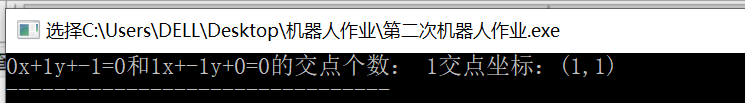 选择C:\Users\DELL\Desktop\机器人作业\第二次机器人作业.exe
0x+1y+-1=0和1x+-1y+0=0的交点个数： 1交点坐标：(1,1)
--------------------------------